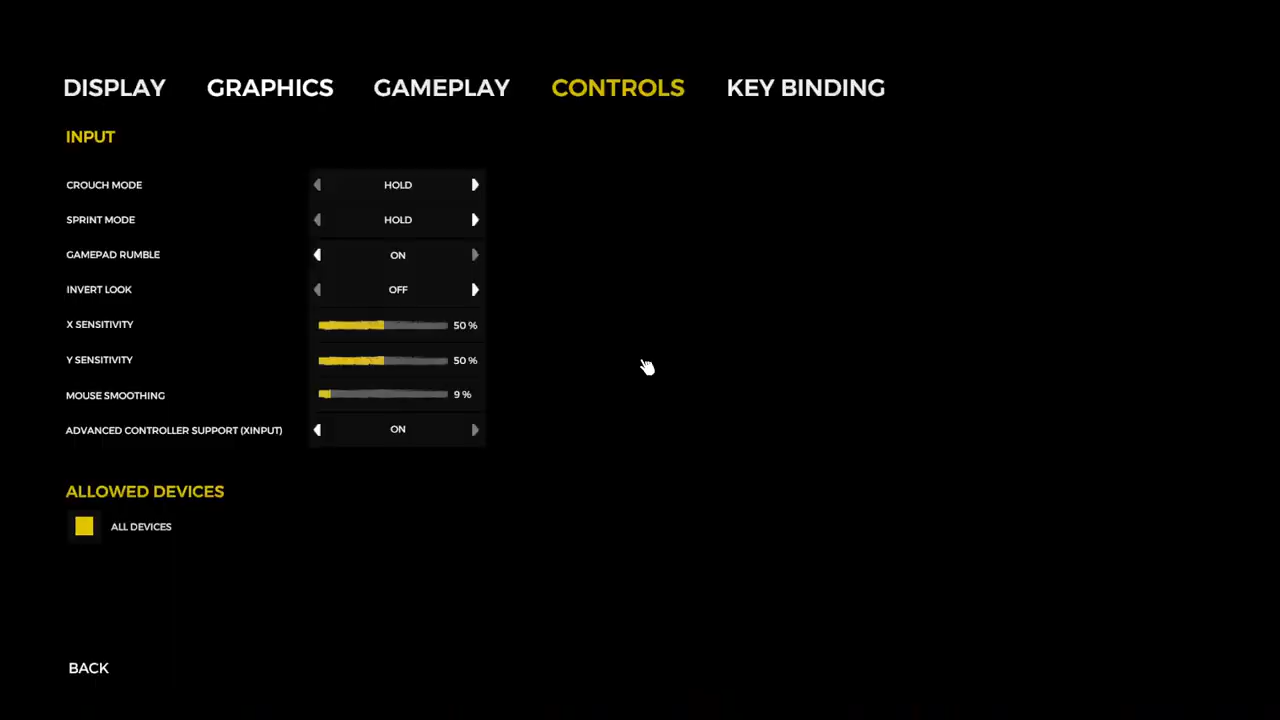 DISPLAY GRAPHICS GAMEPLAY CONTROLS KEY BINDING
INPUT
CROUCH MODE HOLD
SPRINT MODE HOLD
GAMEPAD RUMBLE ON
INVERT LOOK OFF
X SENSITIVITY 50 %
Y SENSITIVITY 50 %
MOUSE SMOOTHING 9 %
ADVANCED CONTROLLER SUPPORT (XINPUT) ON
ALLOWED DEVICES
ALL DEVICES
BACK